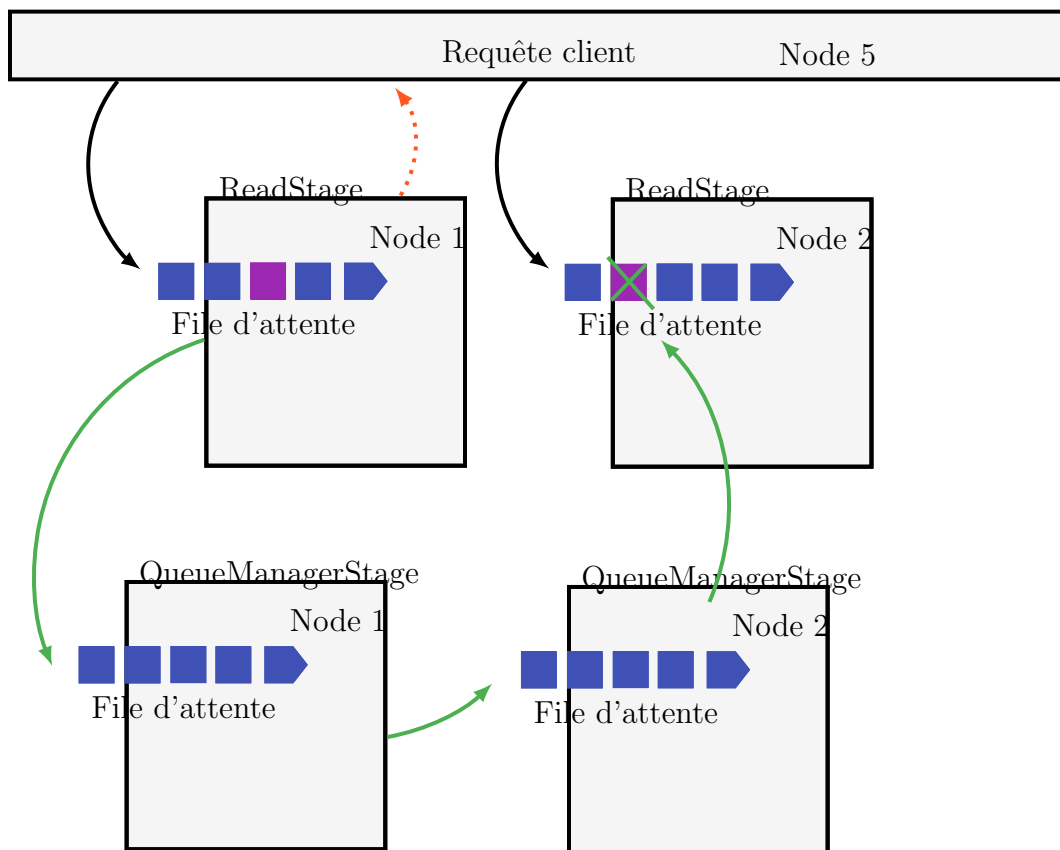 Requête client
Node 5
ReadStage
Node 1
File d'attente
ReadStage
Node 2
File d'attente
QueueManagerStage
Node 1
File d'attente
QueueManagerStage
Node 2
File d'attente